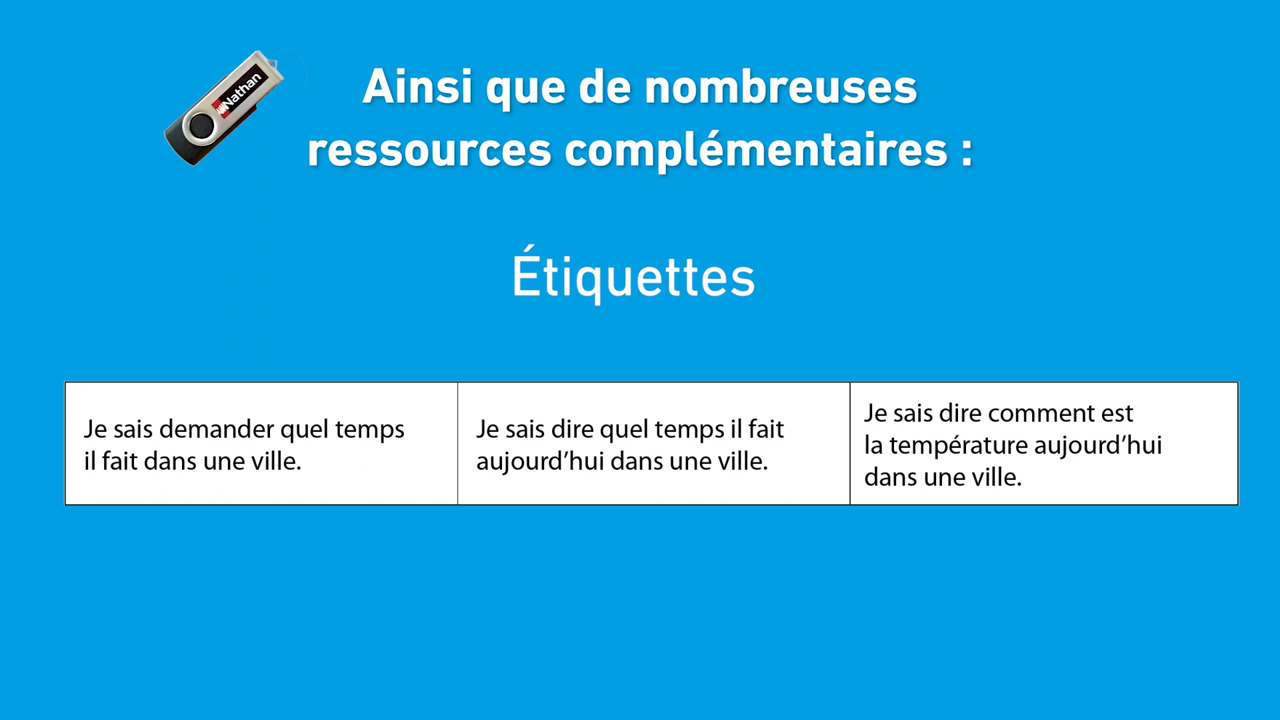 Nathan
Ainsi que de nombreuses
ressources complémentaires :
Étiquettes
Je sais demander quel temps
il fait dans une ville.
Je sais dire quel temps il fait
aujourd’hui dans une ville.
Je sais dire comment est
la température aujourd’hui
dans une ville.